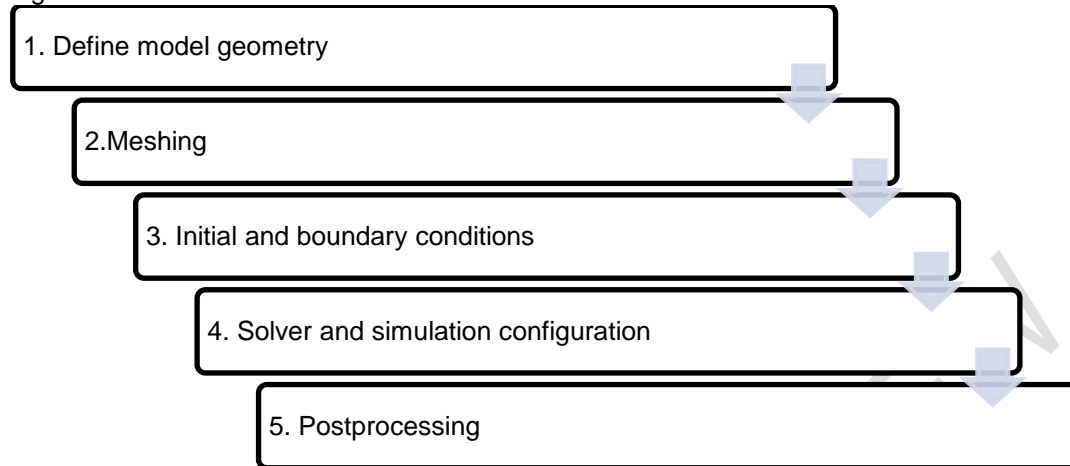 1. Define model geometry
2.Meshing
3. Initial and boundary conditions
4. Solver and simulation configuration
5. Postprocessing